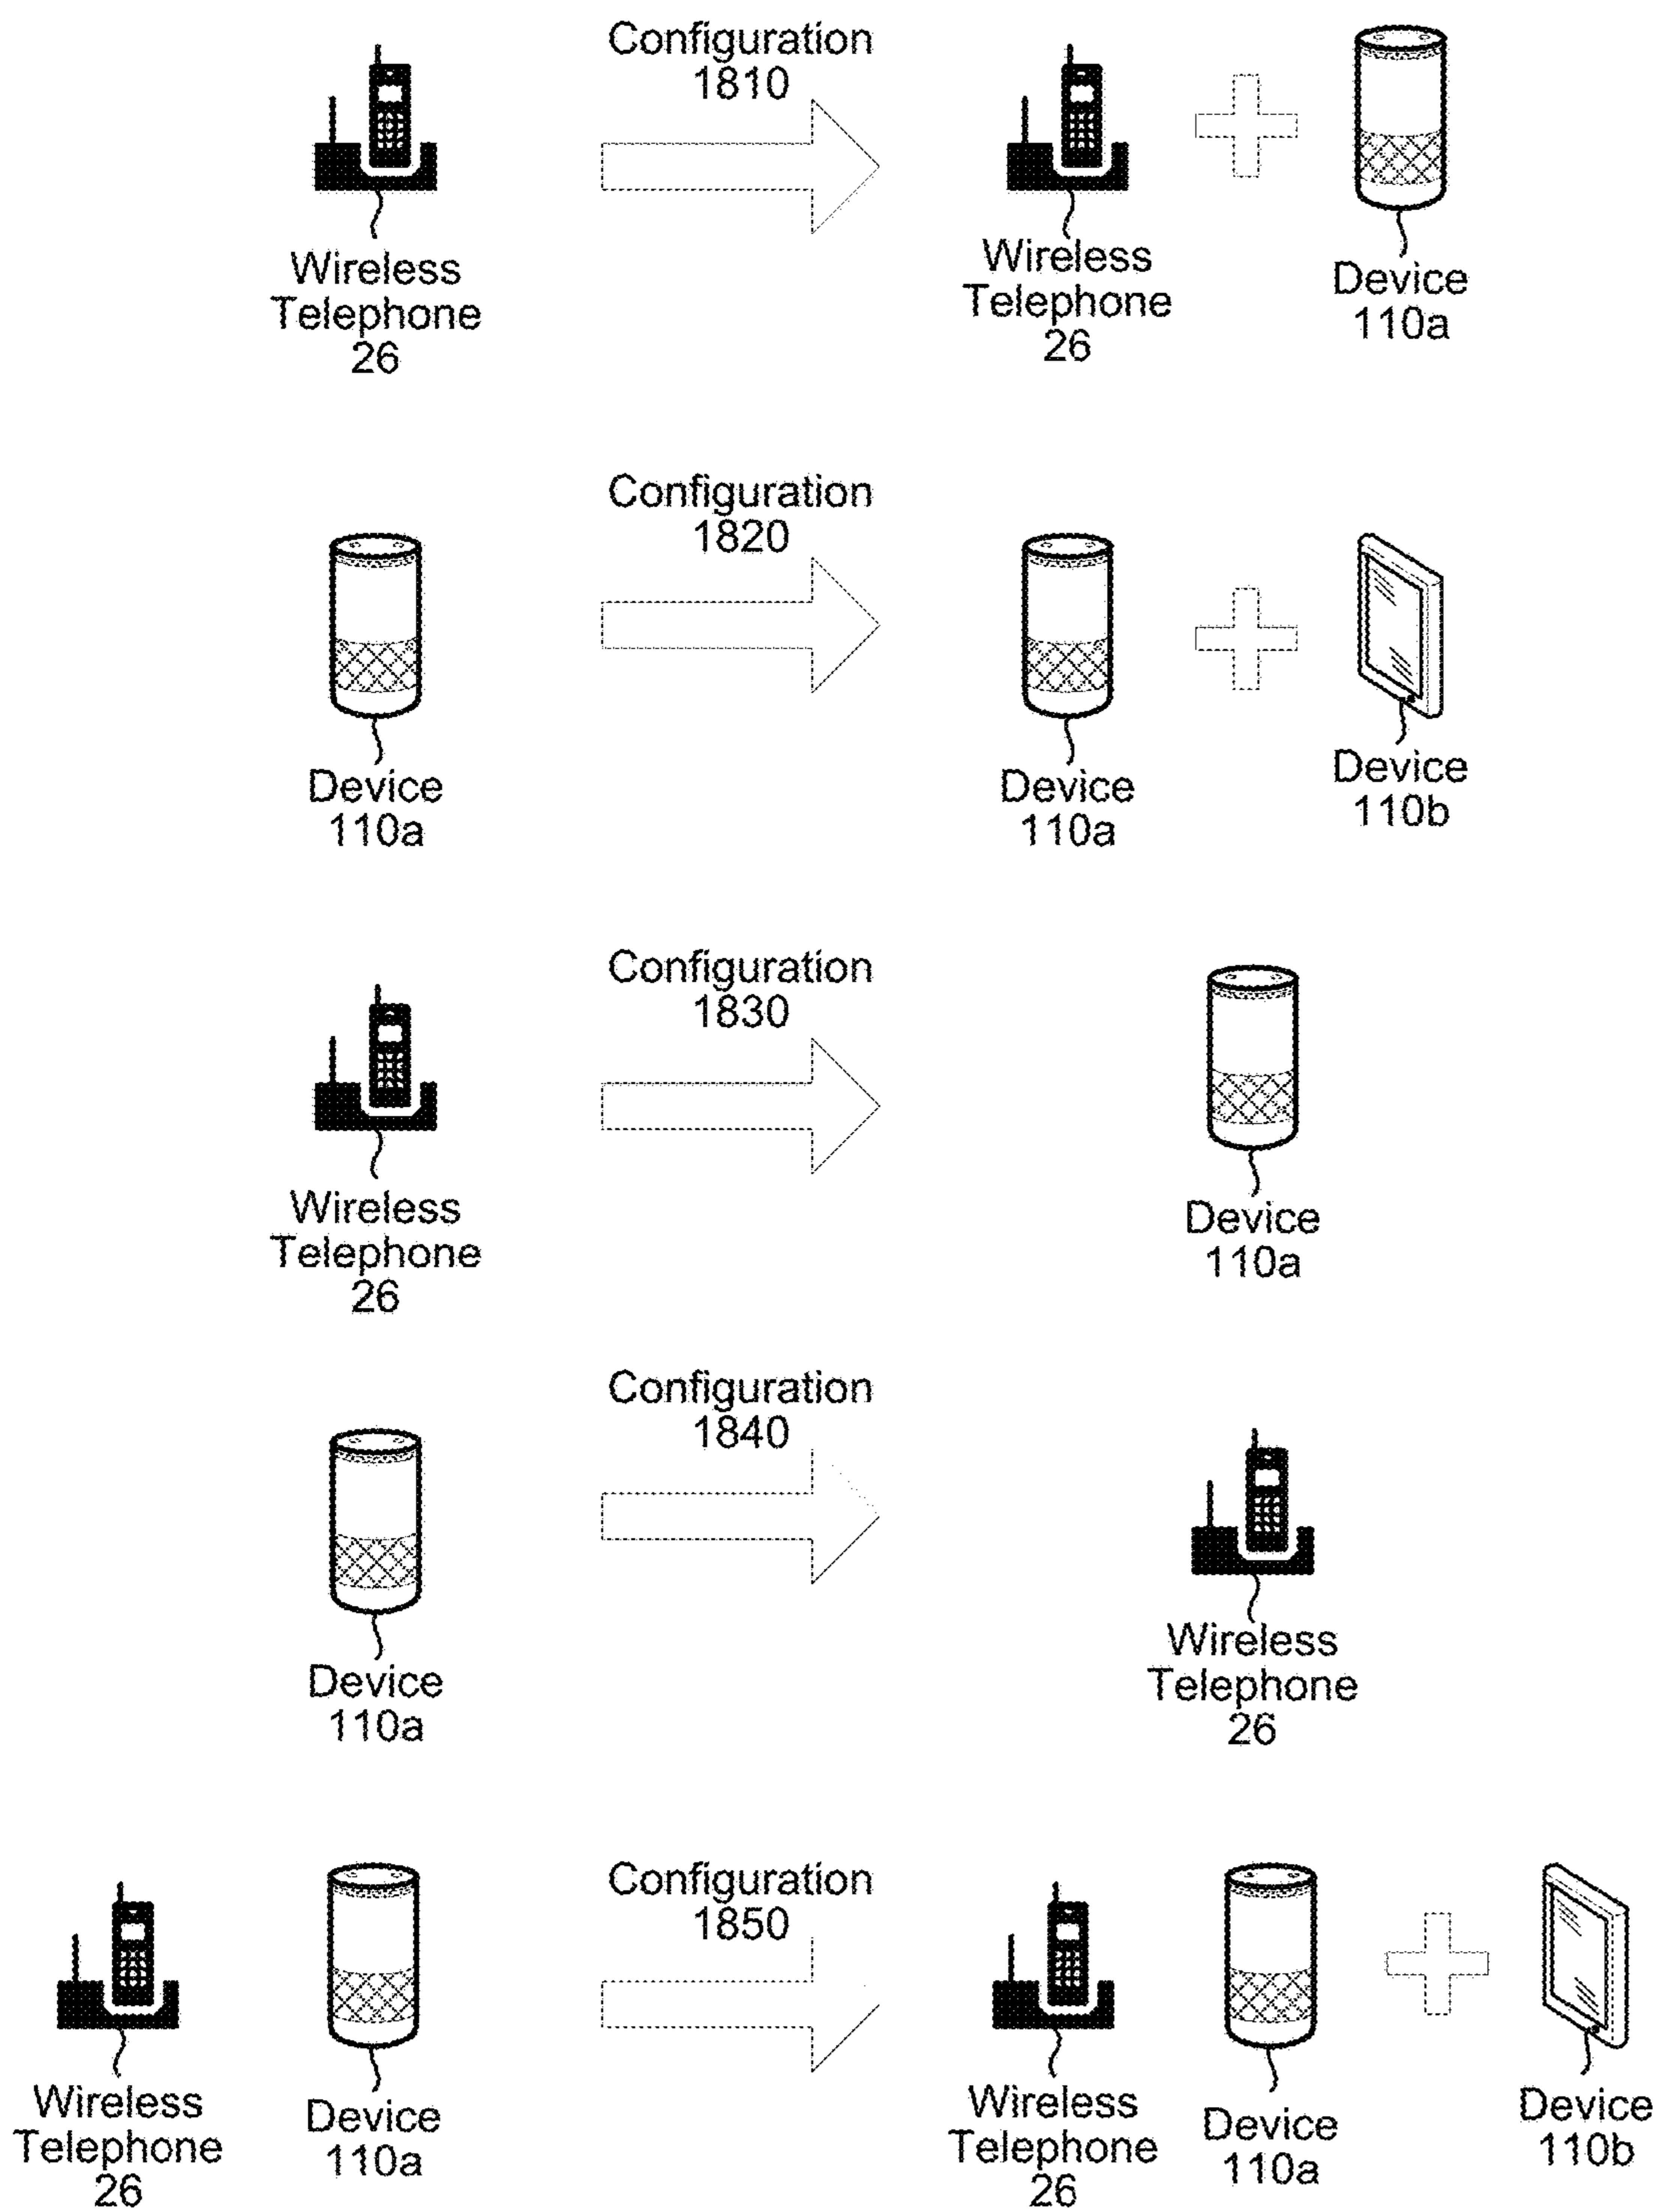 Configuration
1810
Wireless
Telephone
26
Wireless
Telephone
26
Device
110a
Configuration
1820
Device
110a
Device
110a
Device
110b
Configuration
1830
Wireless
Telephone
26
Device
110a
Configuration
1840
Device
110a
Wireless
Telephone
26
Configuration
1850
Wireless
Telephone
26
Device
110a
Wireless
Telephone
26
Device
110a
Device
110b